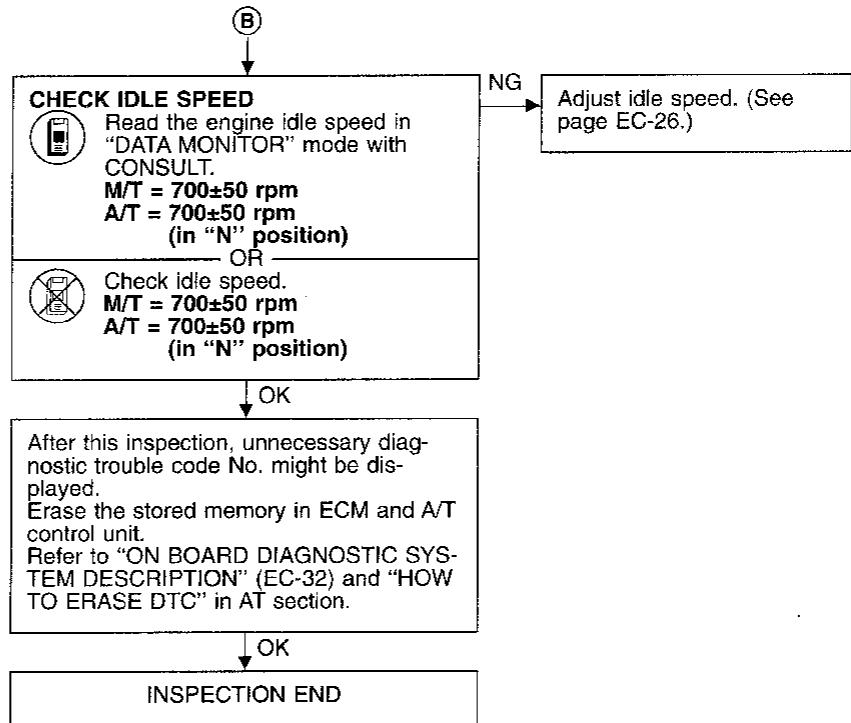 B
CHECK IDLE SPEED
Read the engine idle speed in
"DATA MONITOR" mode with
CONSULT.
M/T = 700±50 rpm
A/T = 700±50 rpm
(in "N" position)
OR
Check idle speed.
M/T = 700±50 rpm
A/T = 700±50 rpm
(in "N" position)
NG
Adjust idle speed. (See
page EC-26.)
OK
After this inspection, unnecessary diag-
nostic trouble code No. might be dis-
played.
Erase the stored memory in ECM and A/T
control unit.
Refer to "ON BOARD DIAGNOSTIC SYS-
TEM DESCRIPTION" (EC-32) and "HOW
TO ERASE DTC" in AT section.
OK
INSPECTION END